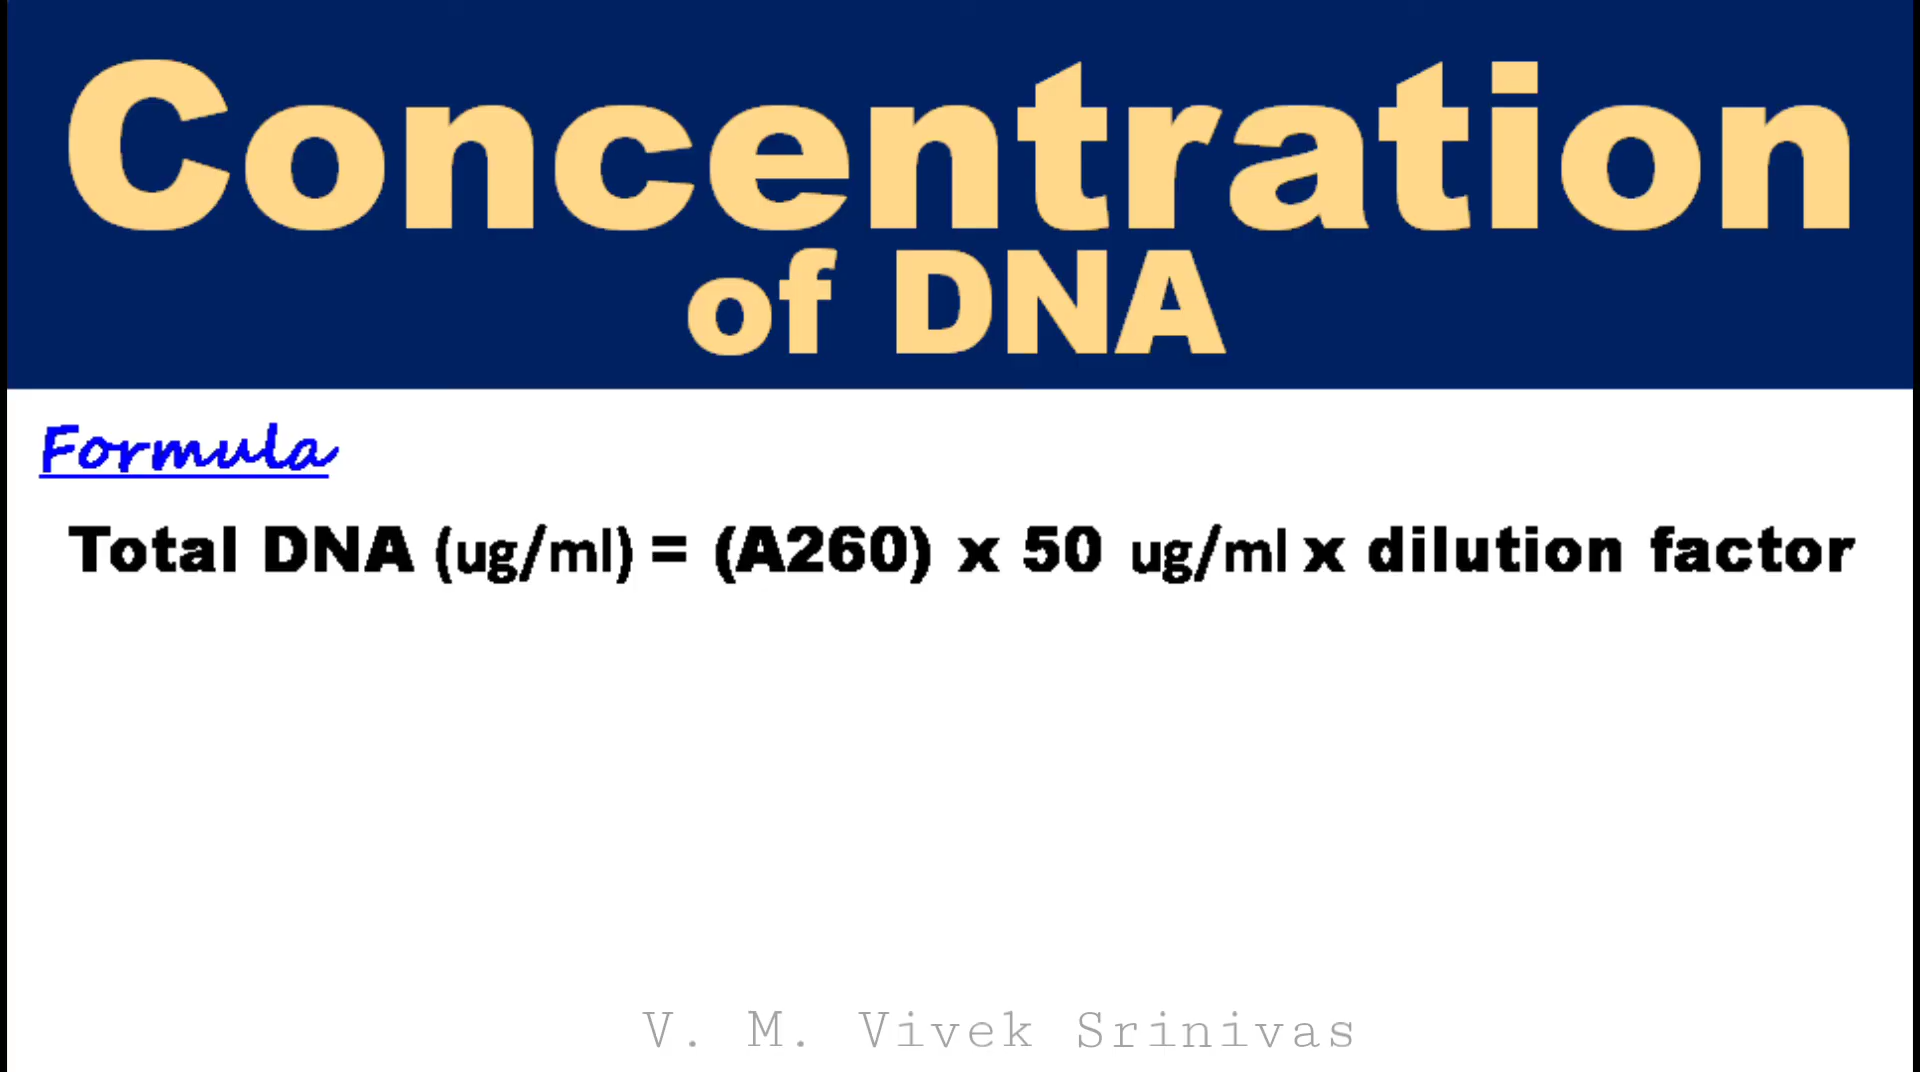 Concentration
of DNA
Formula
Total DNA (ug/ml) = (A260) x 50 ug/ml x dilution factor
V. M. Vivek Srinivas